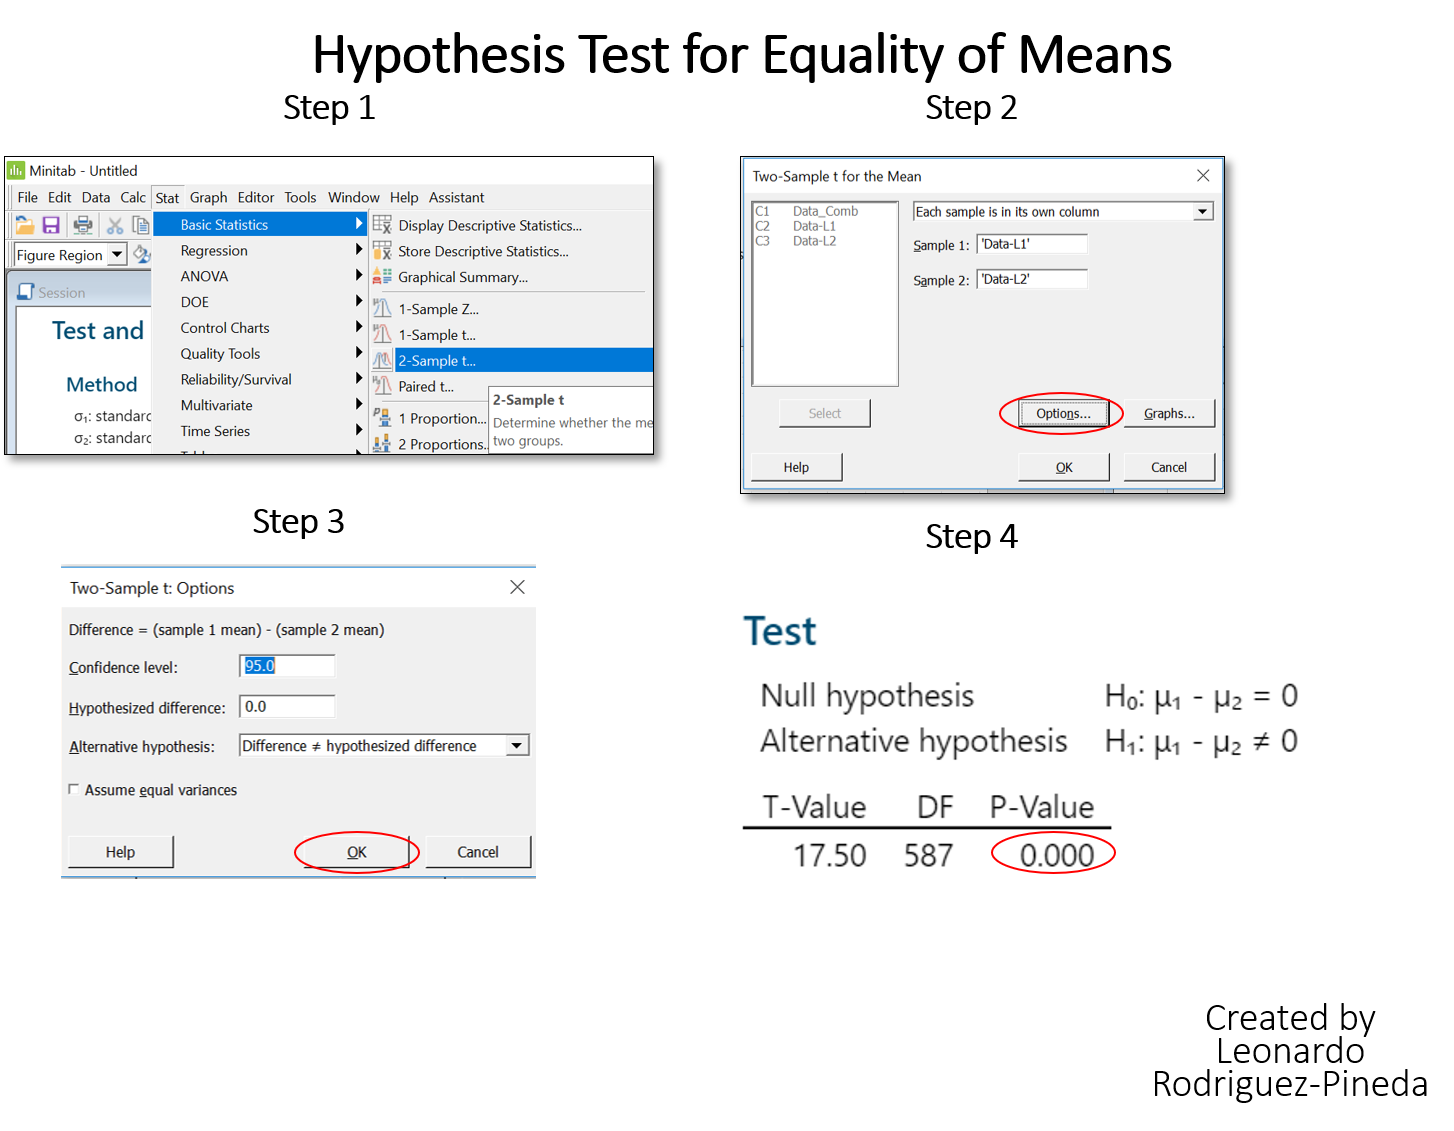 Hypothesis Test for Equality of Means
Step 1
Minitab - Untitled
File Edit Data Calc Stat Graph Editor Tools Window Help Assistant
Figure Region
Session
Test and
Method
σ₁: standard
σ₂: standard
Basic Statistics
Regression
ANOVA
DOE
Control Charts
Quality Tools
Reliability/Survival
Multivariate
Time Series
Display Descriptive Statistics...
Store Descriptive Statistics...
Graphical Summary...
1-Sample Z...
1-Sample t...
2-Sample t...
Paired t...
1 Proportion...
2 Proportions...
2-Sample t
Determine whether the me
two groups.
Step 2
Two-Sample t for the Mean
C1 Data_Comb
C2 Data-L1
C3 Data-L2
Each sample is in its own column
Sample 1: 'Data-L1'
Sample 2: 'Data-L2'
Select
Options...
Graphs...
Help
OK
Cancel
Step 3
Two-Sample t: Options
Difference = (sample 1 mean) - (sample 2 mean)
Confidence level: 95.0
Hypothesized difference: 0.0
Alternative hypothesis: Difference ≠ hypothesized difference
Assume equal variances
Help
OK
Cancel
Step 4
Test
Null hypothesis H₀: μ₁ - μ₂ = 0
Alternative hypothesis H₁: μ₁ - μ₂ ≠ 0
T-Value DF P-Value
17.50 587 0.000
Created by
Leonardo
Rodriguez-Pineda